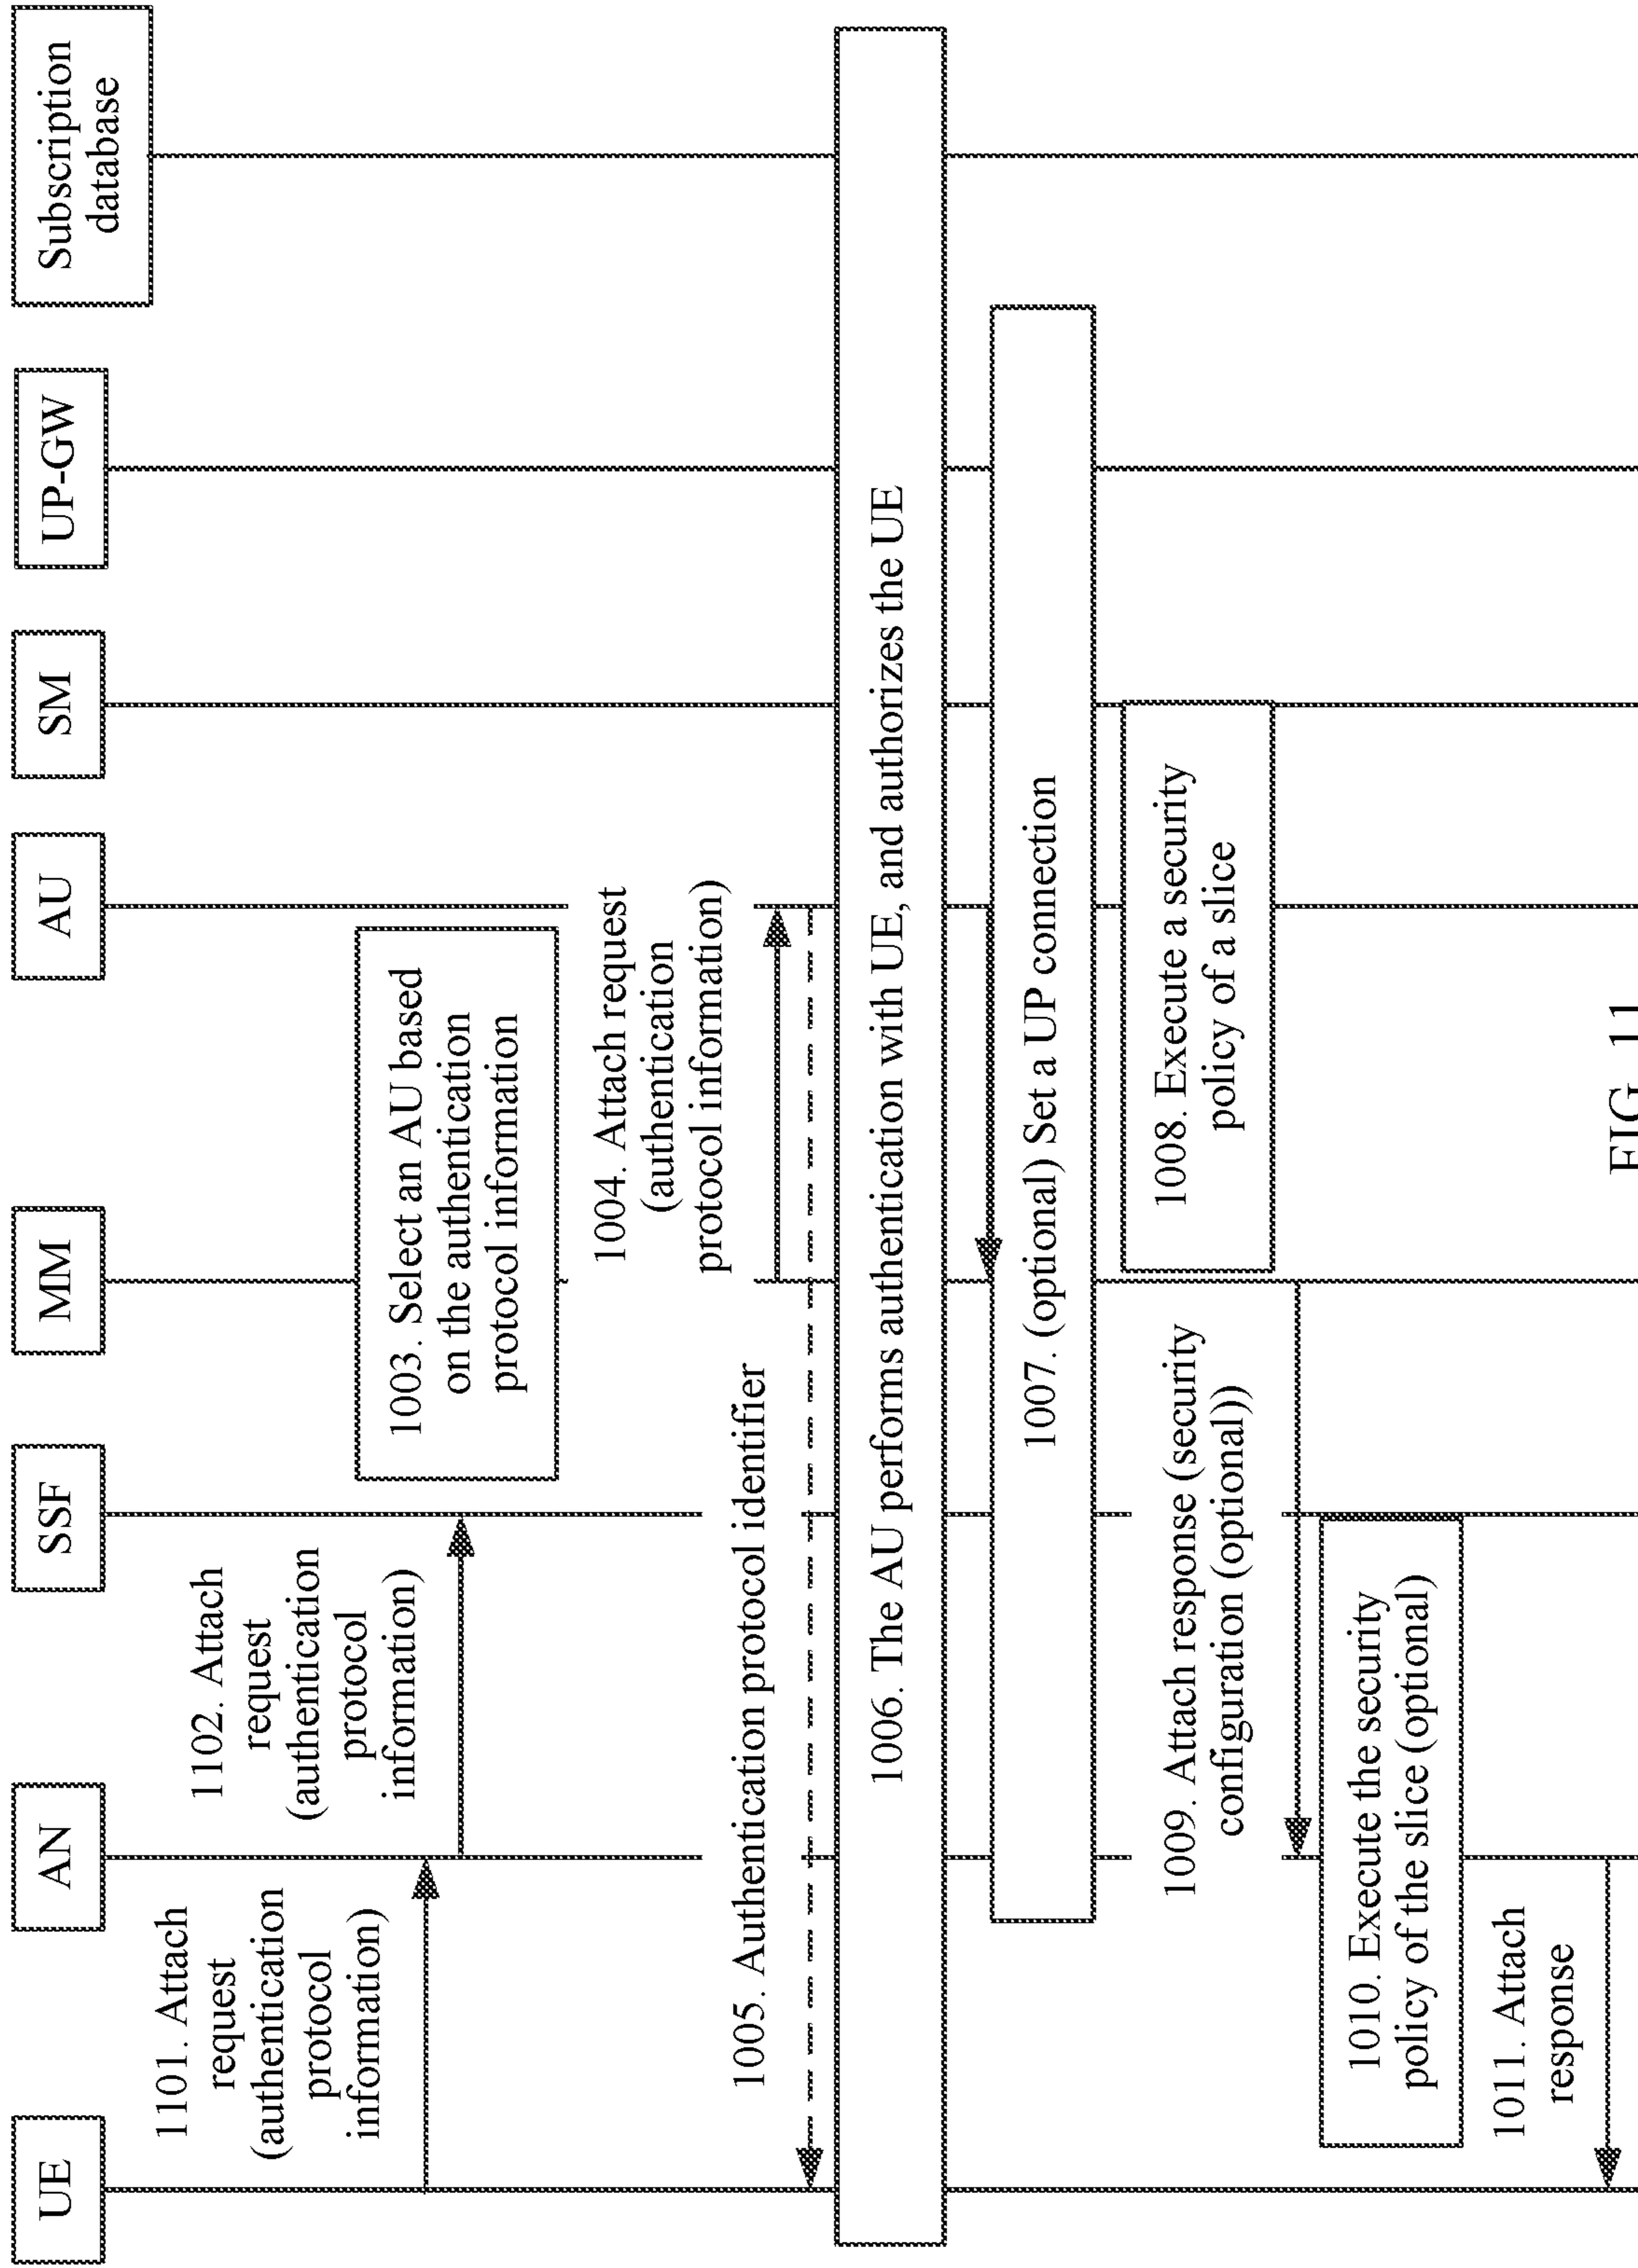 UE
AN
SSF
MM
AU
SM
UP-GW
Subscription
database
1101. Attach
request
(authentication
protocol
information)
1102. Attach
request
(authentication
protocol
information)
1003. Select an AU based
on the authentication
protocol information
1004. Attach request
(authentication
protocol information)
1005. Authentication protocol identifier
1006. The AU performs authentication with UE, and authorizes the UE
1007. (optional) Set a UP connection
1008. Execute a security
policy of a slice
1009. Attach response (security
configuration (optional))
1010. Execute the security
policy of the slice (optional)
1011. Attach
response
FIG. 11